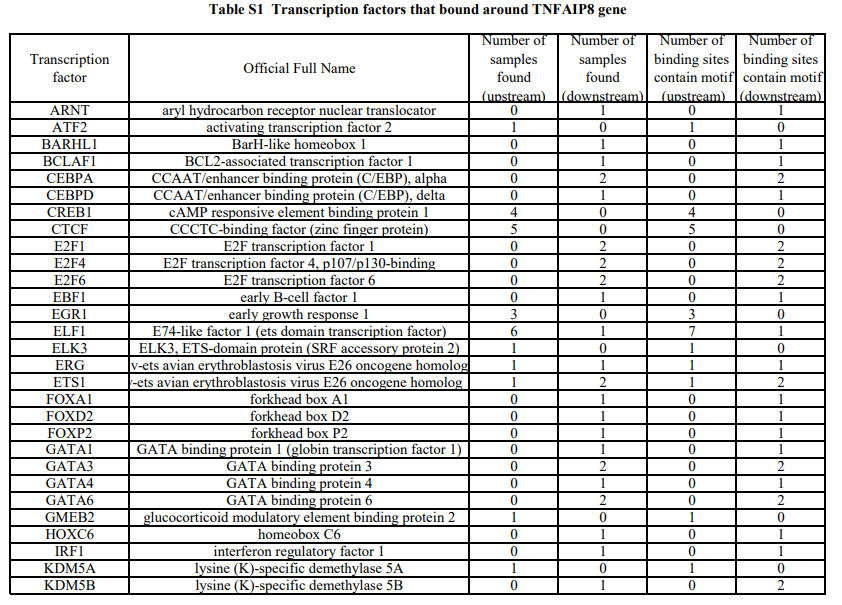 Table S1 Transcription factors that bound around TNFAIP8 gene
Transcription factor | Official Full Name | Number of samples found (upstream) | Number of samples found (downstream) | Number of binding sites contain motif (upstream) | Number of binding sites contain motif (downstream)
ARNT aryl hydrocarbon receptor nuclear translocator 0 1 0 1
ATF2 activating transcription factor 2 1 0 1 0
BARHL1 BarH-like homeobox 1 0 1 0 1
BCLAF1 BCL2-associated transcription factor 1 0 1 0 1
CEBPA CCAAT/enhancer binding protein (C/EBP), alpha 0 2 0 2
CEBPD CCAAT/enhancer binding protein (C/EBP), delta 0 1 0 1
CREB1 cAMP responsive element binding protein 1 4 0 4 0
CTCF CCCTC-binding factor (zinc finger protein) 5 0 5 0
E2F1 E2F transcription factor 1 0 2 0 2
E2F4 E2F transcription factor 4, p107/p130-binding 0 2 0 2
E2F6 E2F transcription factor 6 0 2 0 2
EBF1 early B-cell factor 1 0 1 0 1
EGR1 early growth response 1 3 0 3 0
ELF1 E74-like factor 1 (ets domain transcription factor) 6 1 7 1
ELK3 ELK3, ETS-domain protein (SRF accessory protein 2) 1 0 1 0
ERG v-ets avian erythroblastosis virus E26 oncogene homolog 1 1 1 1
ETS1 -ets avian erythroblastosis virus E26 oncogene homolog 1 2 1 2
FOXA1 forkhead box A1 0 1 0 1
FOXD2 forkhead box D2 0 1 0 1
FOXP2 forkhead box P2 0 1 0 1
GATA1 GATA binding protein 1 (globin transcription factor 1) 0 1 0 1
GATA3 GATA binding protein 3 0 2 0 2
GATA4 GATA binding protein 4 0 1 0 1
GATA6 GATA binding protein 6 0 2 0 2
GMEB2 glucocorticoid modulatory element binding protein 2 1 0 1 0
HOXC6 homeobox C6 0 1 0 1
IRF1 interferon regulatory factor 1 0 1 0 1
KDM5A lysine (K)-specific demethylase 5A 1 0 1 0
KDM5B lysine (K)-specific demethylase 5B 0 1 0 2